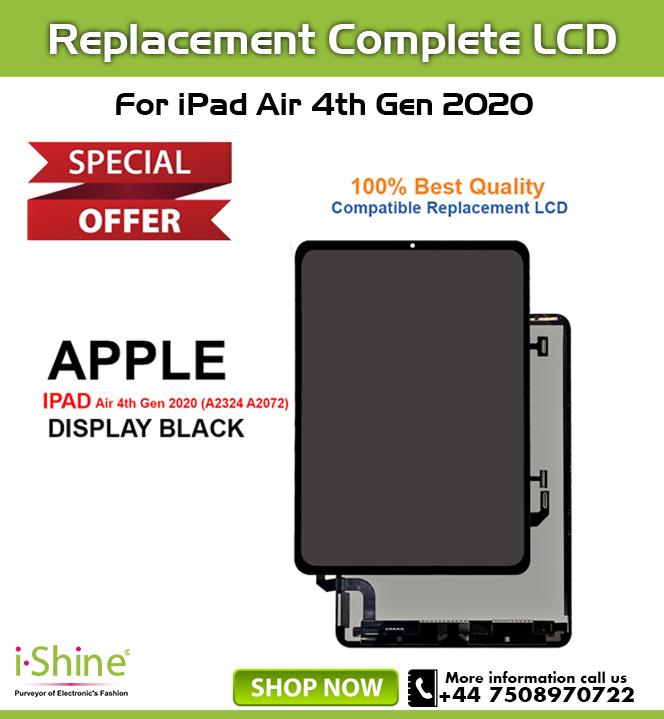 Replacement Complete LCD
For iPad Air 4th Gen 2020
SPECIAL
OFFER
100% Best Quality
Compatible Replacement LCD
APPLE
IPAD Air 4th Gen 2020 (A2324 A2072)
DISPLAY BLACK
i·Shine®
Purveyor of Electronic's Fashion
SHOP NOW
More information call us
+44 7508970722